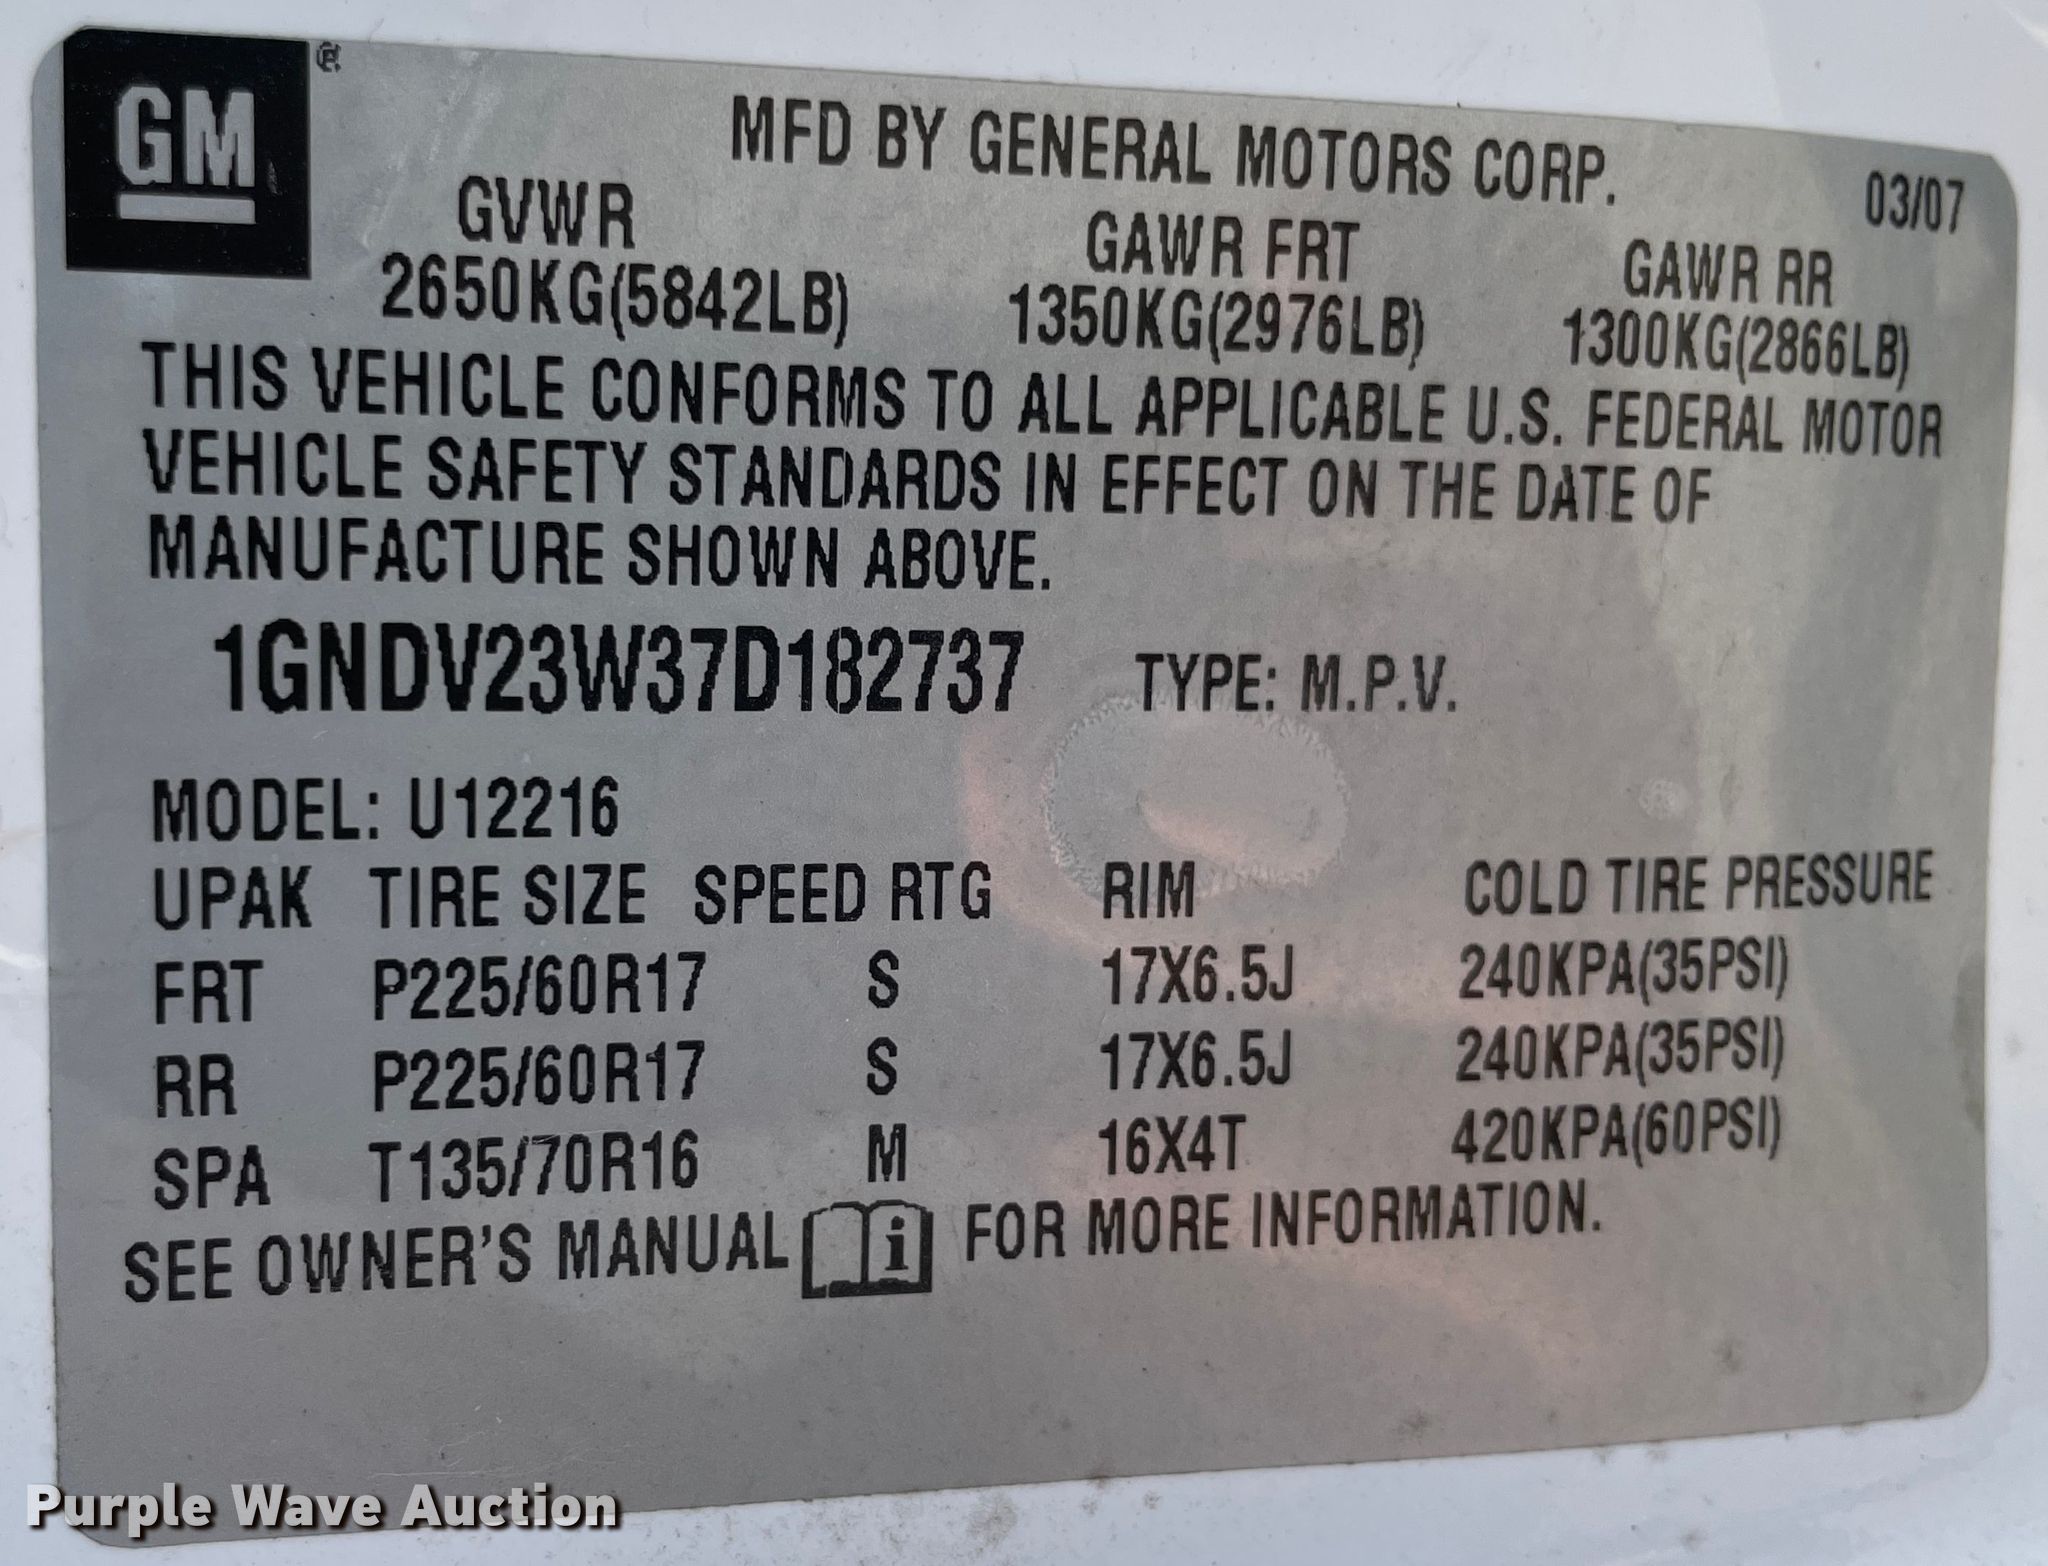 GM ®
MFD BY GENERAL MOTORS CORP.
03/07
GVWR GAWR FRT GAWR RR
2650KG(5842LB) 1350KG(2976LB) 1300KG(2866LB)
THIS VEHICLE CONFORMS TO ALL APPLICABLE U.S. FEDERAL MOTOR
VEHICLE SAFETY STANDARDS IN EFFECT ON THE DATE OF
MANUFACTURE SHOWN ABOVE.
1GNDV23W37D182737 TYPE: M.P.V.
MODEL: U12216
UPAK TIRE SIZE SPEED RTG RIM COLD TIRE PRESSURE
FRT P225/60R17 S 17X6.5J 240KPA(35PSI)
RR P225/60R17 S 17X6.5J 240KPA(35PSI)
SPA T135/70R16 M 16X4T 420KPA(60PSI)
SEE OWNER'S MANUAL i FOR MORE INFORMATION.
Purple Wave Auction